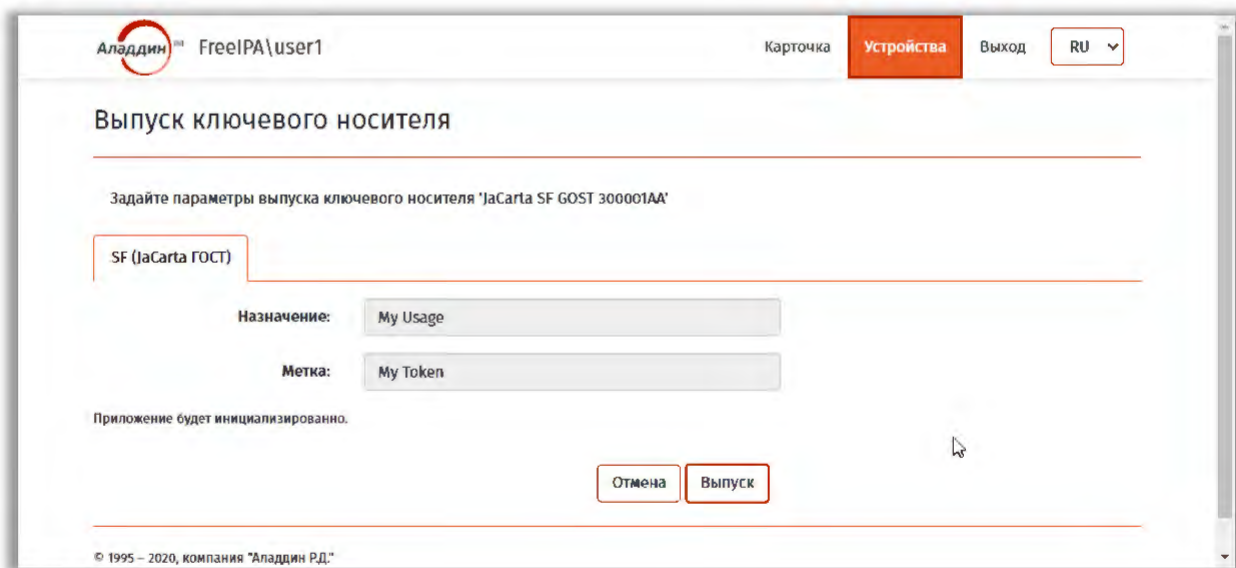 Аладдин FreeIPA\user1 Карточка Устройства Выход RU
Выпуск ключевого носителя
Задайте параметры выпуска ключевого носителя 'JaCarta SF GOST 300001AA'
SF (JaCarta ГОСТ)
Назначение: My Usage
Метка: My Token
Приложение будет инициализированно.
Отмена Выпуск
© 1995 – 2020, компания "Аладдин Р.Д."